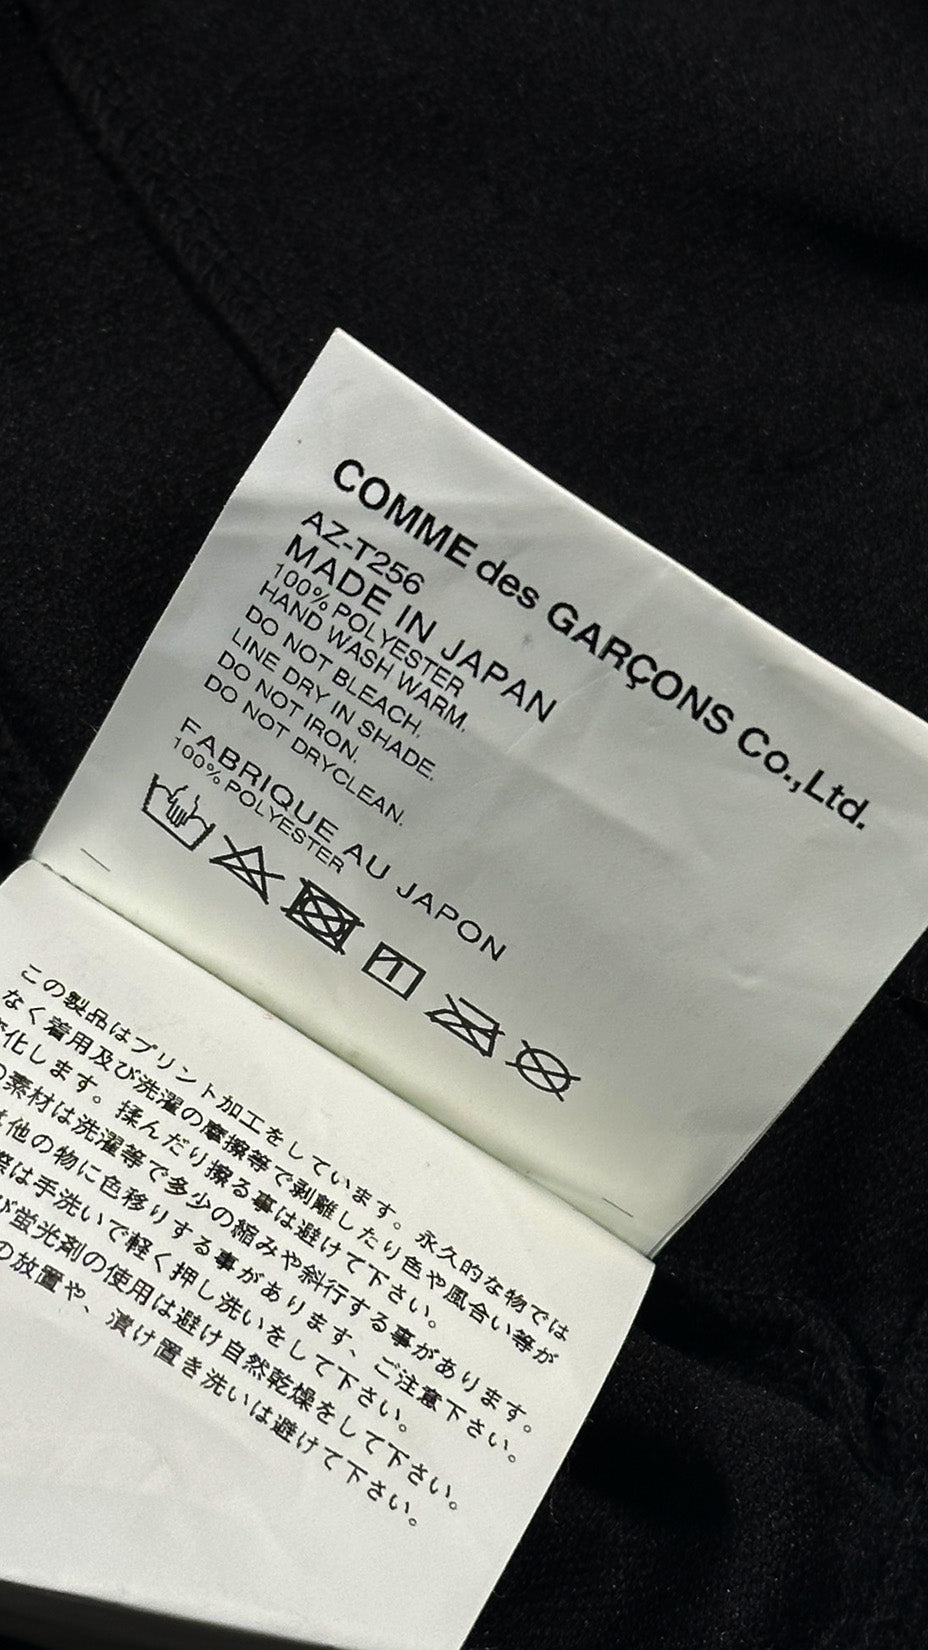 COMME des GARÇONS Co.,Ltd.
AZ-T256
MADE IN JAPAN
100% POLYESTER
HAND WASH WARM.
DO NOT BLEACH.
LINE DRY IN SHADE.
DO NOT IRON.
DO NOT DRYCLEAN.
FABRIQUE AU JAPON
100% POLYESTER
この製品はプリント加工をしています。永久的な物では
なく着用及び洗濯の摩擦等で剥離したり色や風合い等が
化します。揉んだり擦る事は避けて下さい。
素材は洗濯等で多少の縮みや斜行する事があります。
他の物に色移りする事があります、ご注意下さい。
は手洗いで軽く押し洗いをして下さい。
蛍光剤の使用は避け自然乾燥をして下さい。
の放置や、漬け置き洗いは避けて下さい。